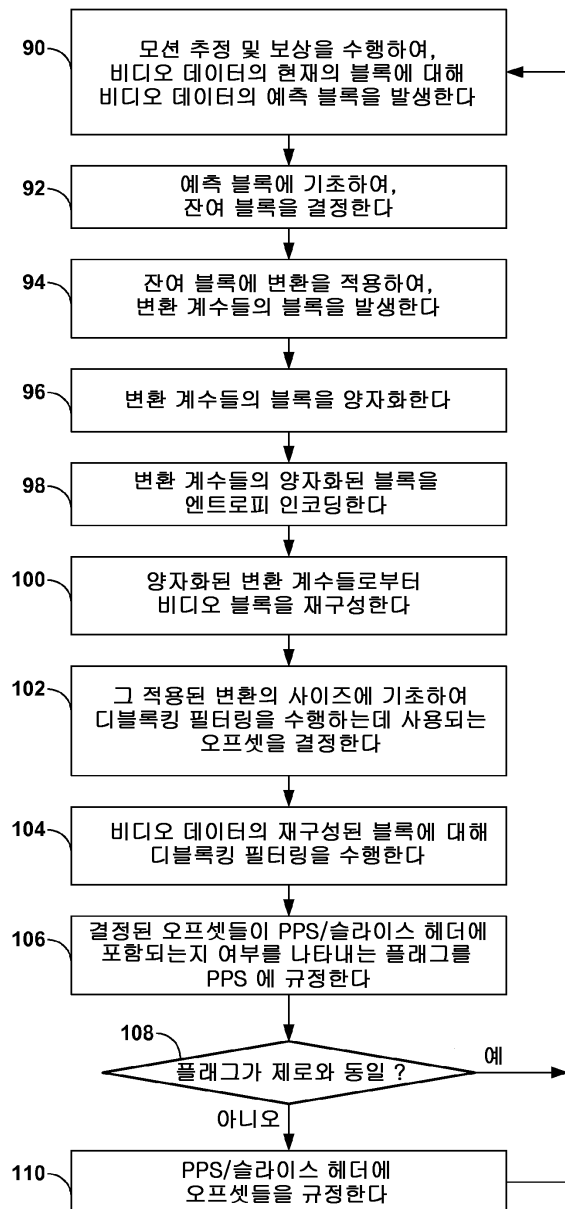 90
모션 추정 및 보상을 수행하여,
비디오 데이터의 현재의 블록에 대해
비디오 데이터의 예측 블록을 발생한다
92
예측 블록에 기초하여,
잔여 블록을 결정한다
94
잔여 블록에 변환을 적용하여,
변환 계수들의 블록을 발생한다
96
변환 계수들의 블록을 양자화한다
98
변환 계수들의 양자화된 블록을
엔트로피 인코딩한다
100
양자화된 변환 계수들로부터
비디오 블록을 재구성한다
102
그 적용된 변환의 사이즈에 기초하여
디블록킹 필터링을 수행하는데 사용되는
오프셋을 결정한다
104
비디오 데이터의 재구성된 블록에 대해
디블록킹 필터링을 수행한다
106
결정된 오프셋들이 PPS/슬라이스 헤더에
포함되는지 여부를 나타내는 플래그를
PPS 에 규정한다
108
플래그가 제로와 동일 ?
예
아니오
110
PPS/슬라이스 헤더에
오프셋들을 규정한다